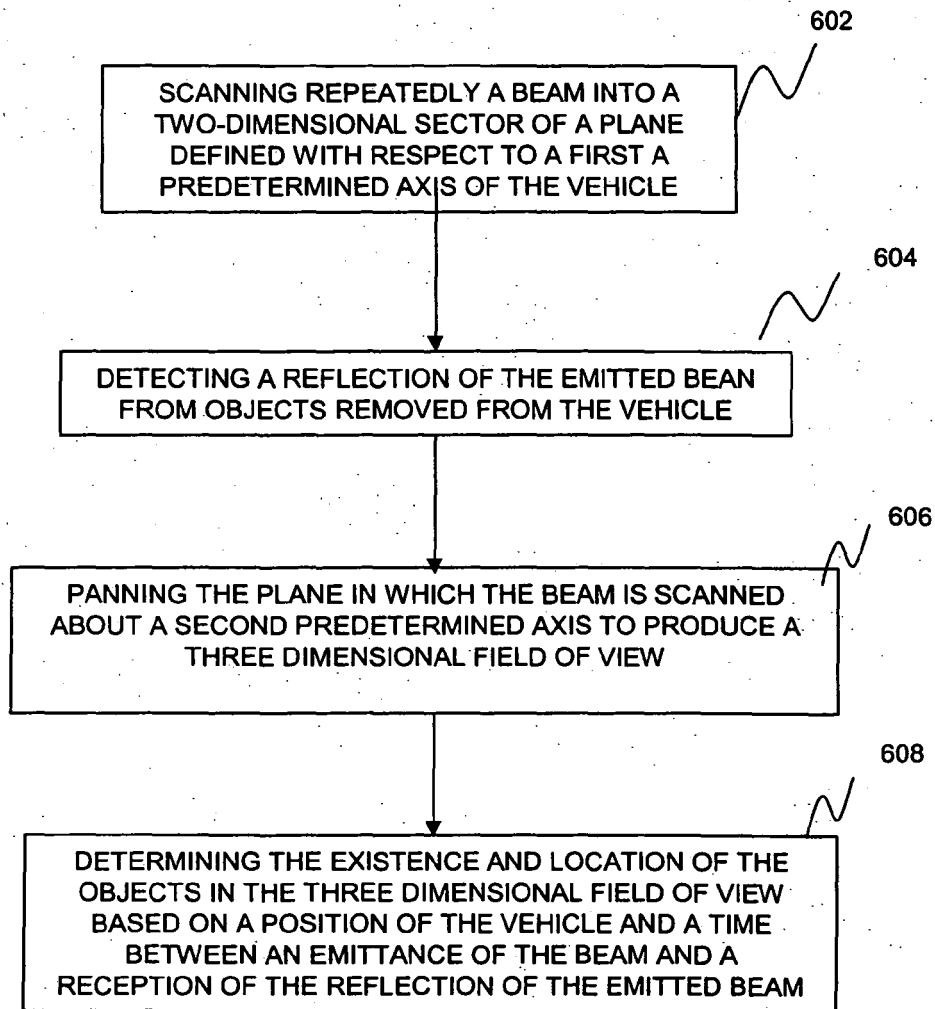 602
SCANNING REPEATEDLY A BEAM INTO A
TWO-DIMENSIONAL SECTOR OF A PLANE
DEFINED WITH RESPECT TO A FIRST A
PREDETERMINED AXIS OF THE VEHICLE
604
DETECTING A REFLECTION OF THE EMITTED BEAN
FROM OBJECTS REMOVED FROM THE VEHICLE
606
PANNING THE PLANE IN WHICH THE BEAM IS SCANNED
ABOUT A SECOND PREDETERMINED AXIS TO PRODUCE A
THREE DIMENSIONAL FIELD OF VIEW
608
DETERMINING THE EXISTENCE AND LOCATION OF THE
OBJECTS IN THE THREE DIMENSIONAL FIELD OF VIEW
BASED ON A POSITION OF THE VEHICLE AND A TIME
BETWEEN AN EMITTANCE OF THE BEAM AND A
RECEPTION OF THE REFLECTION OF THE EMITTED BEAM